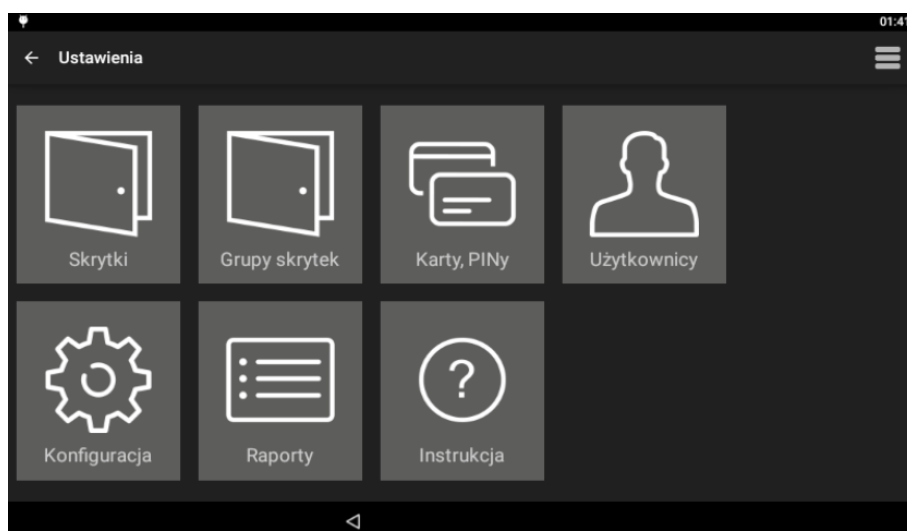 01:41
Ustawienia
Skrytki
Grupy skrytek
Karty, PINy
Użytkownicy
Konfiguracja
Raporty
?
Instrukcja